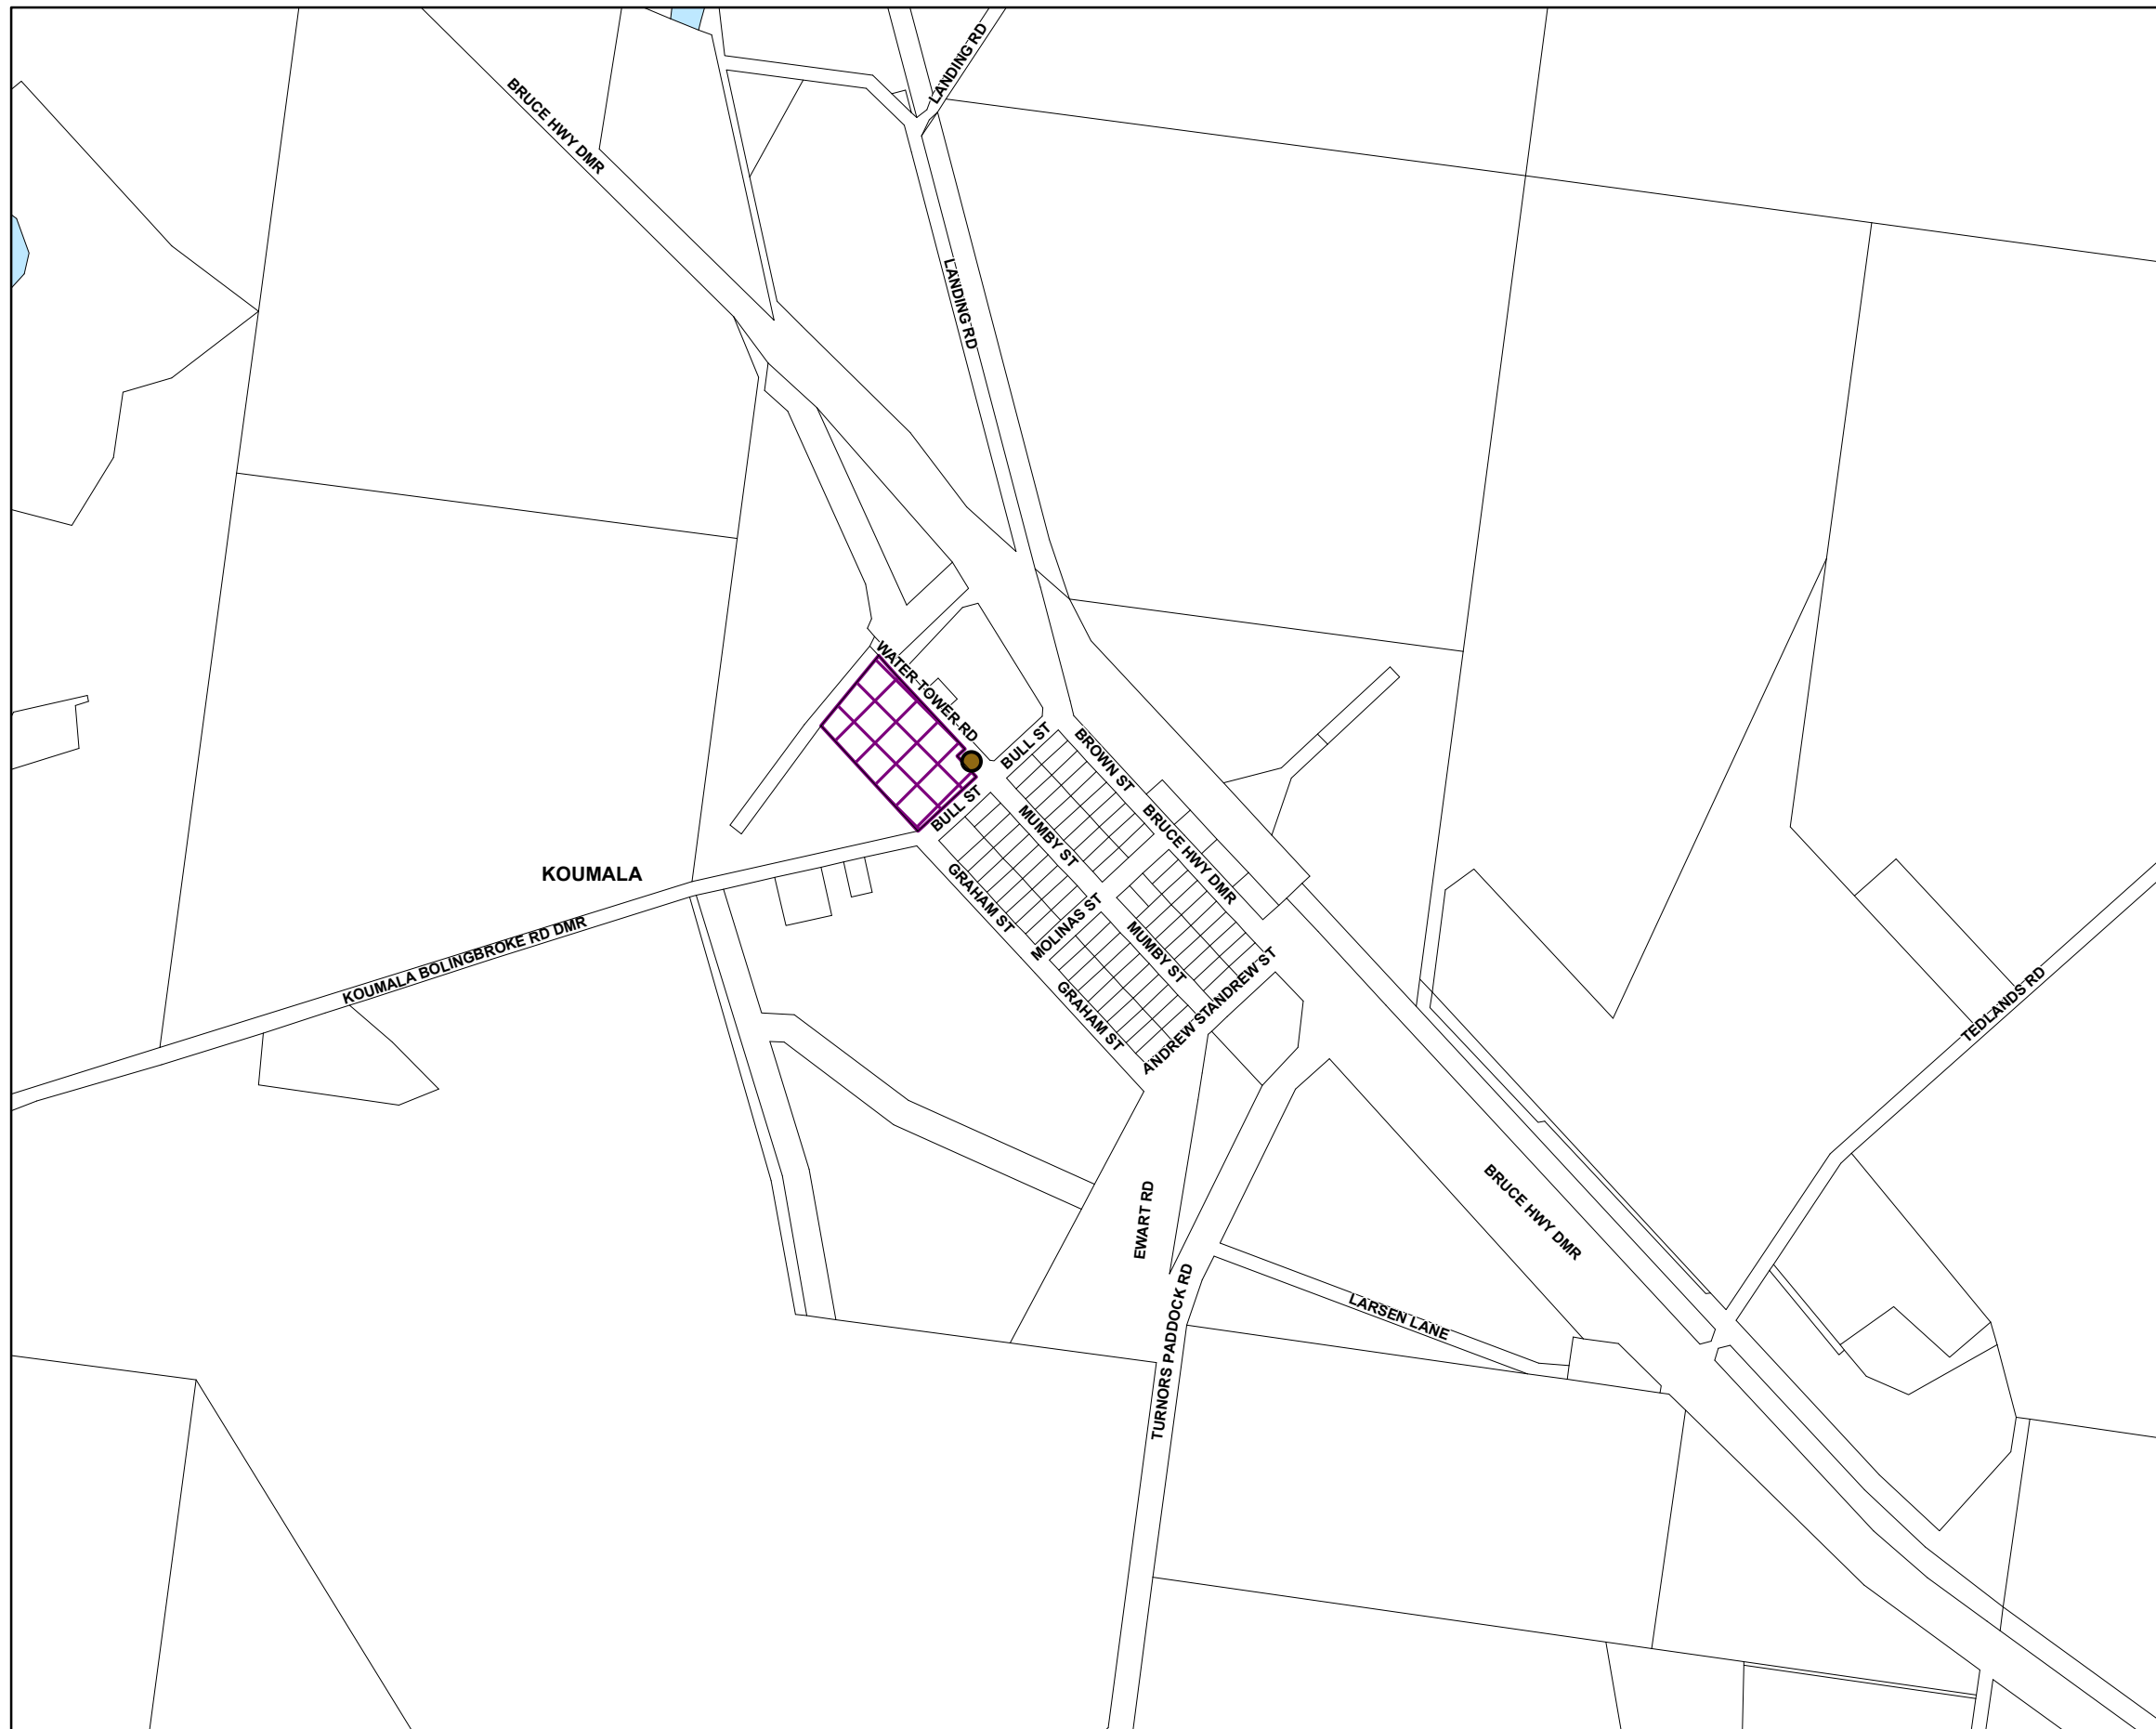 LANDING RD
BRUCE HWY DMR
LANDING RD
WATER TOWER RD
BULL ST
BROWN ST
BULL ST
MUMBY ST
BRUCE HWY DMR
KOUMALA
GRAHAM ST
MOLINAS ST
MUMBY ST
KOUMALA BOLINGBROKE RD DMR
ANDREW ST
ANDREW ST
GRAHAM ST
TEDLANDS RD
EWART RD
BRUCE HWY DMR
TURNORS PADDOCK RD
LARSEN LANE